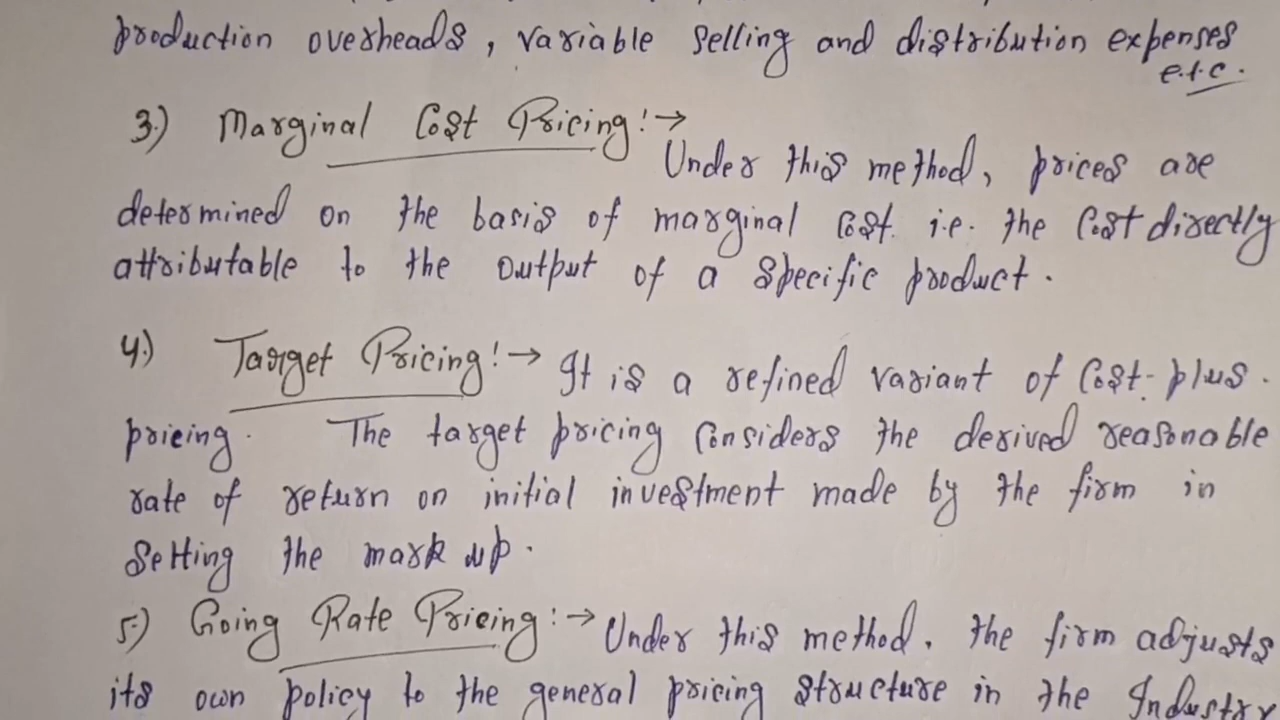 production overheads, variable selling and distribution expenses
e.t.c.
3.) Marginal Cost Pricing:→
Under this method, prices are
determined on the basis of marginal cost. i.e. the cost directly
attributable to the output of a specific product.
4.) Target Pricing:→ It is a refined variant of cost-plus.
pricing. The target pricing considers the derived reasonable
rate of return on initial investment made by the firm in
setting the mark up.
5.) Going Rate Pricing:→ Under this method, the firm adjusts
its own policy to the general pricing structure in the Industry